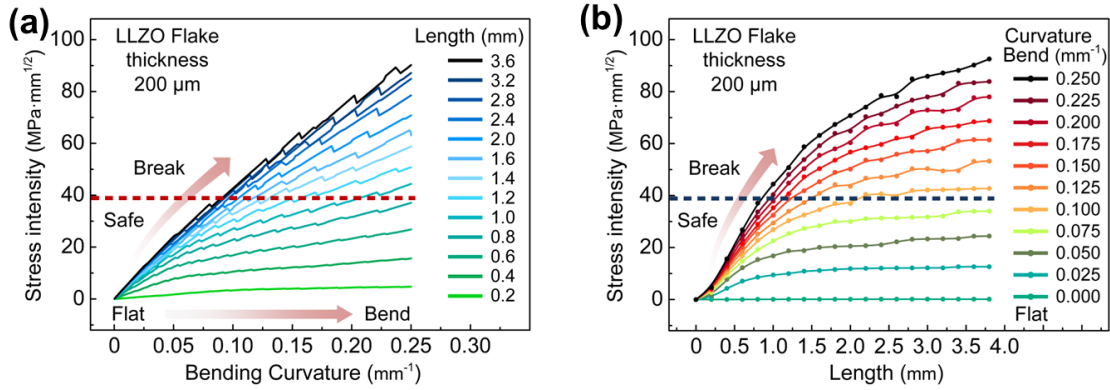 (a)
LLZO Flake
thickness
200 μm
Length (mm)
3.6
3.2
2.8
2.4
2.0
1.6
1.4
1.2
1.0
0.8
0.6
0.4
0.2
Break
Safe
Flat
Bend
Stress intensity (MPa·mm1/2)
100
80
60
40
20
0
0
0.05
0.10
0.15
0.20
0.25
0.30
Bending Curvature (mm-1)
(b)
LLZO Flake
thickness
200 μm
Curvature
Bend (mm-1)
0.250
0.225
0.200
0.175
0.150
0.125
0.100
0.075
0.050
0.025
0.000
Flat
Break
Safe
Stress intensity (MPa·mm1/2)
100
80
60
40
20
0
0
0.5
1.0
1.5
2.0
2.5
3.0
3.5
4.0
Length (mm)